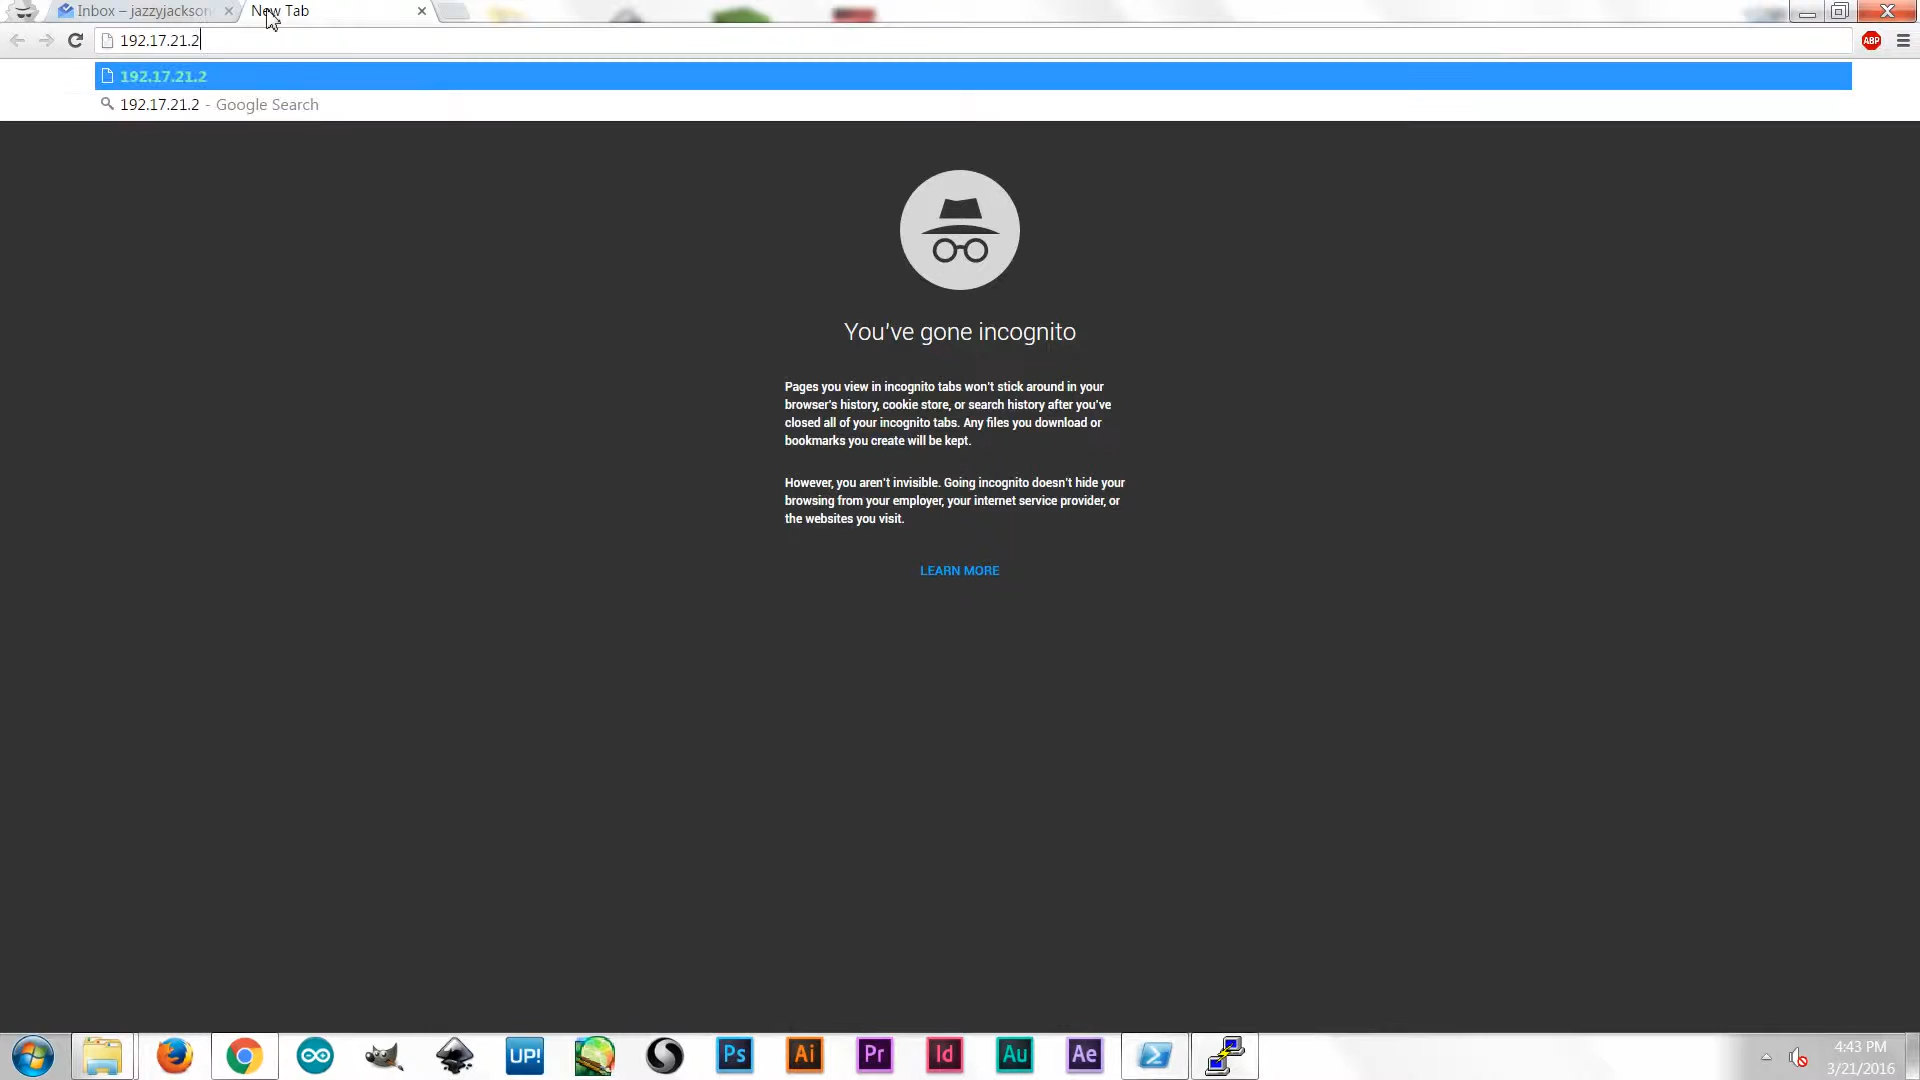 Inbox – jazzyjackson
New Tab
192.17.21.2
ABP
192.17.21.2
192.17.21.2 - Google Search
You've gone incognito
Pages you view in incognito tabs won't stick around in your
browser's history, cookie store, or search history after you've
closed all of your incognito tabs. Any files you download or
bookmarks you create will be kept.
However, you aren't invisible. Going incognito doesn't hide your
browsing from your employer, your internet service provider, or
the websites you visit.
LEARN MORE
UP!
Ps
Ai
Pr
Id
Au
Ae
4:43 PM
3/21/2016